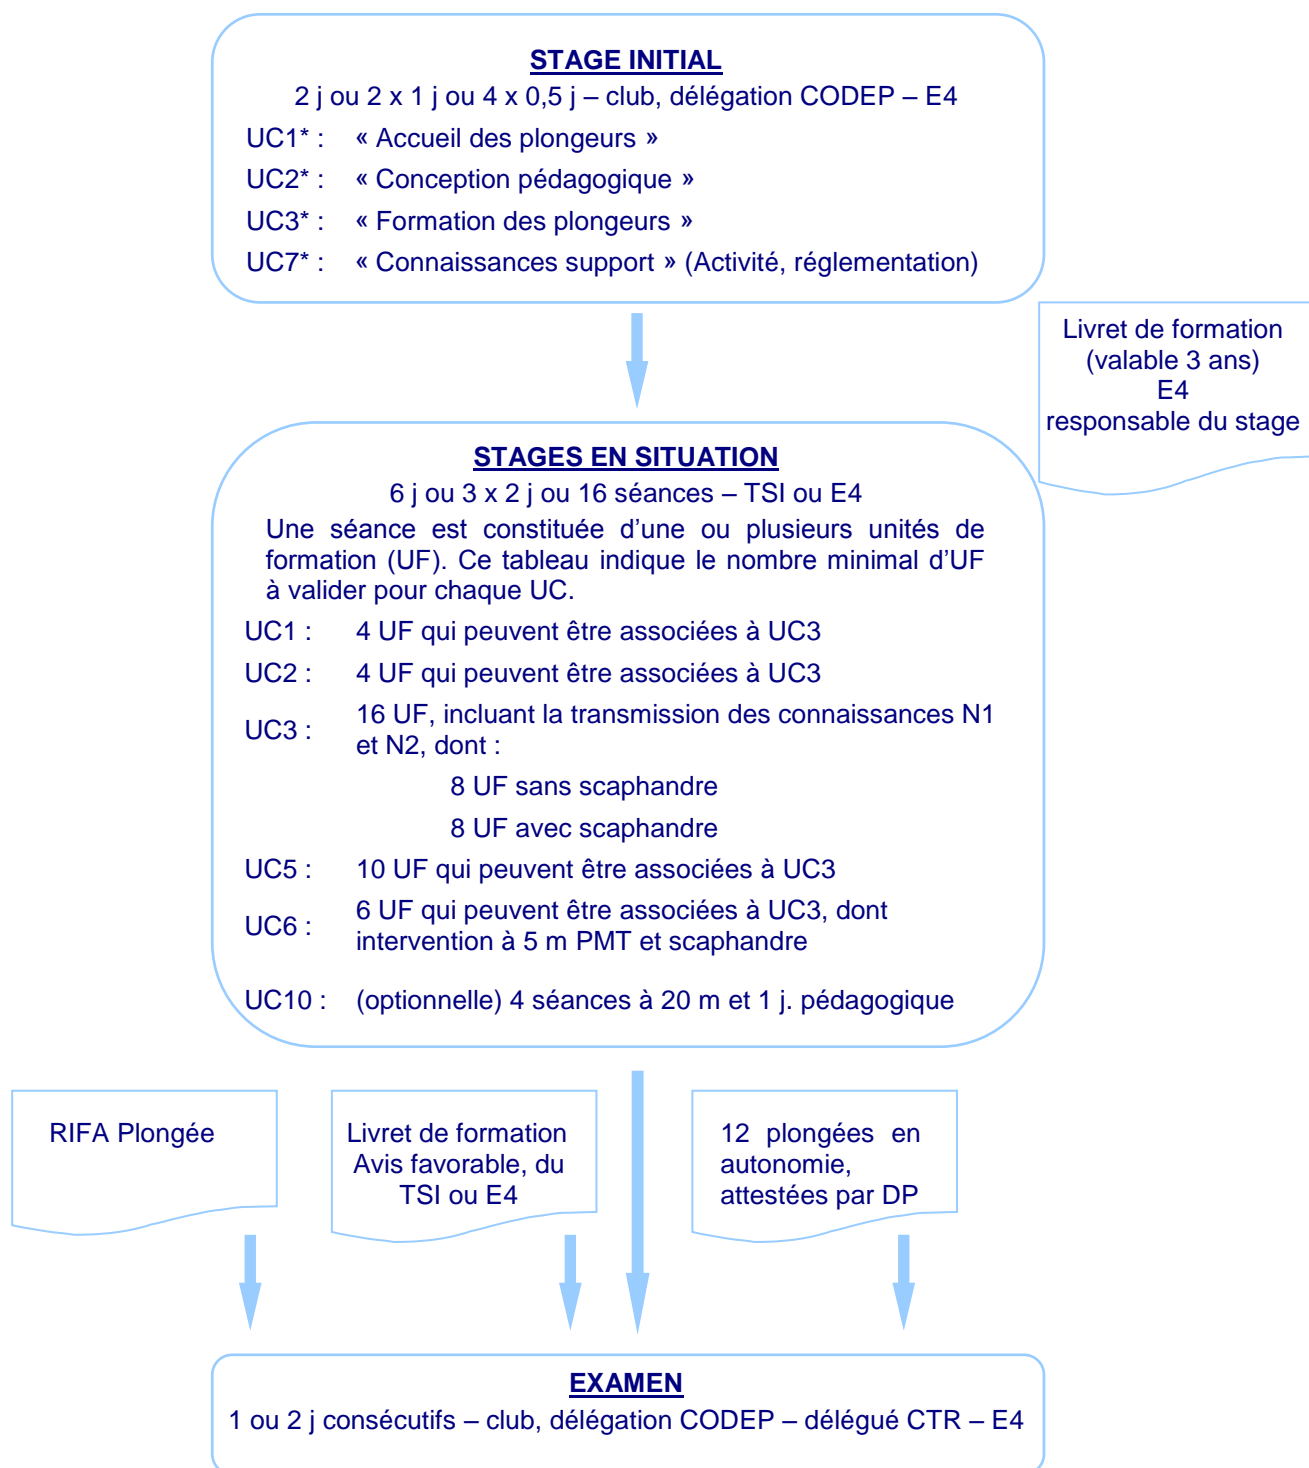 STAGE INITIAL
2 j ou 2 x 1 j ou 4 x 0,5 j – club, délégation CODEP – E4
UC1* : « Accueil des plongeurs »
UC2* : « Conception pédagogique »
UC3* : « Formation des plongeurs »
UC7* : « Connaissances support » (Activité, réglementation)
Livret de formation
(valable 3 ans)
E4
responsable du stage
STAGES EN SITUATION
6 j ou 3 x 2 j ou 16 séances – TSI ou E4
Une séance est constituée d’une ou plusieurs unités de
formation (UF). Ce tableau indique le nombre minimal d’UF
à valider pour chaque UC.
UC1 : 4 UF qui peuvent être associées à UC3
UC2 : 4 UF qui peuvent être associées à UC3
UC3 : 16 UF, incluant la transmission des connaissances N1
et N2, dont :
8 UF sans scaphandre
8 UF avec scaphandre
UC5 : 10 UF qui peuvent être associées à UC3
UC6 : 6 UF qui peuvent être associées à UC3, dont
intervention à 5 m PMT et scaphandre
UC10 : (optionnelle) 4 séances à 20 m et 1 j. pédagogique
RIFA Plongée
Livret de formation
Avis favorable, du
TSI ou E4
12 plongées en
autonomie,
attestées par DP
EXAMEN
1 ou 2 j consécutifs – club, délégation CODEP – délégué CTR – E4